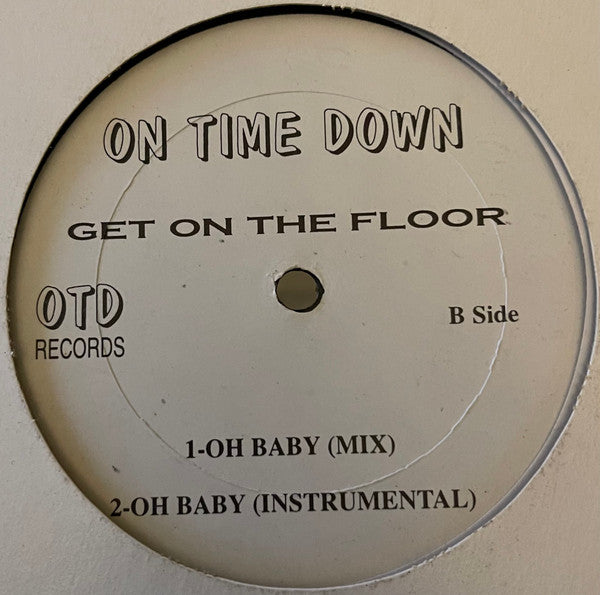 ON TIME DOWN
GET ON THE FLOOR
OTD
RECORDS
B Side
1-OH BABY (MIX)
2-OH BABY (INSTRUMENTAL)